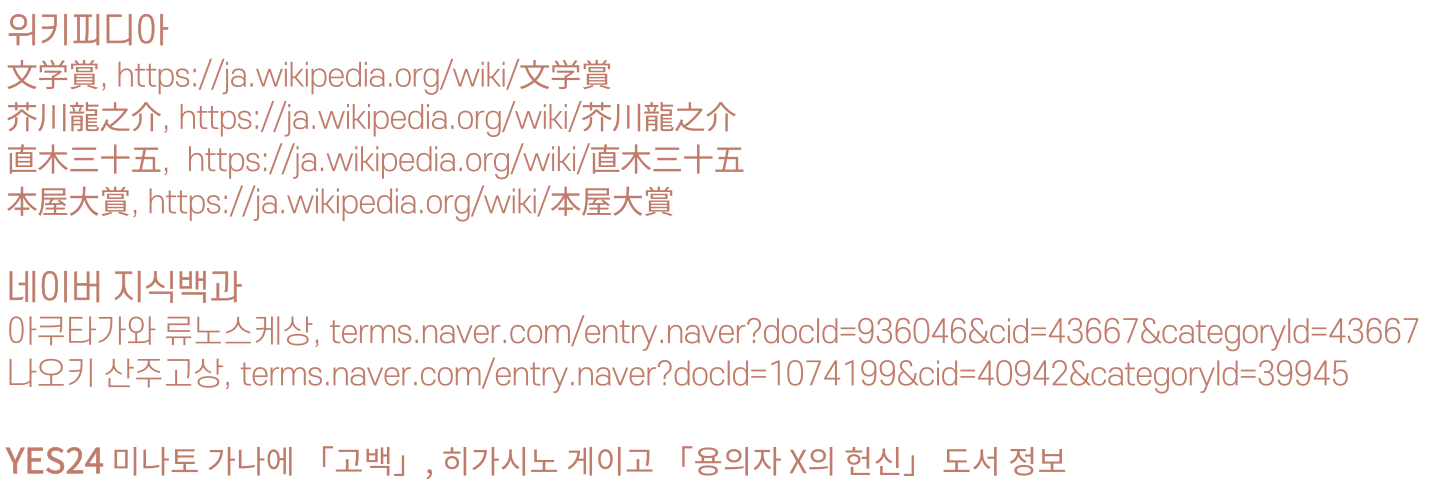 위키피디아
文学賞, https://ja.wikipedia.org/wiki/文学賞
芥川龍之介, https://ja.wikipedia.org/wiki/芥川龍之介
直木三十五,  https://ja.wikipedia.org/wiki/直木三十五
本屋大賞, https://ja.wikipedia.org/wiki/本屋大賞
네이버 지식백과
아쿠타가와 류노스케상, terms.naver.com/entry.naver?docId=936046&cid=43667&categoryId=43667
나오키 산주고상, terms.naver.com/entry.naver?docId=1074199&cid=40942&categoryId=39945
YES24 미나토 가나에 「고백」, 히가시노 게이고 「용의자 X의 헌신」 도서 정보